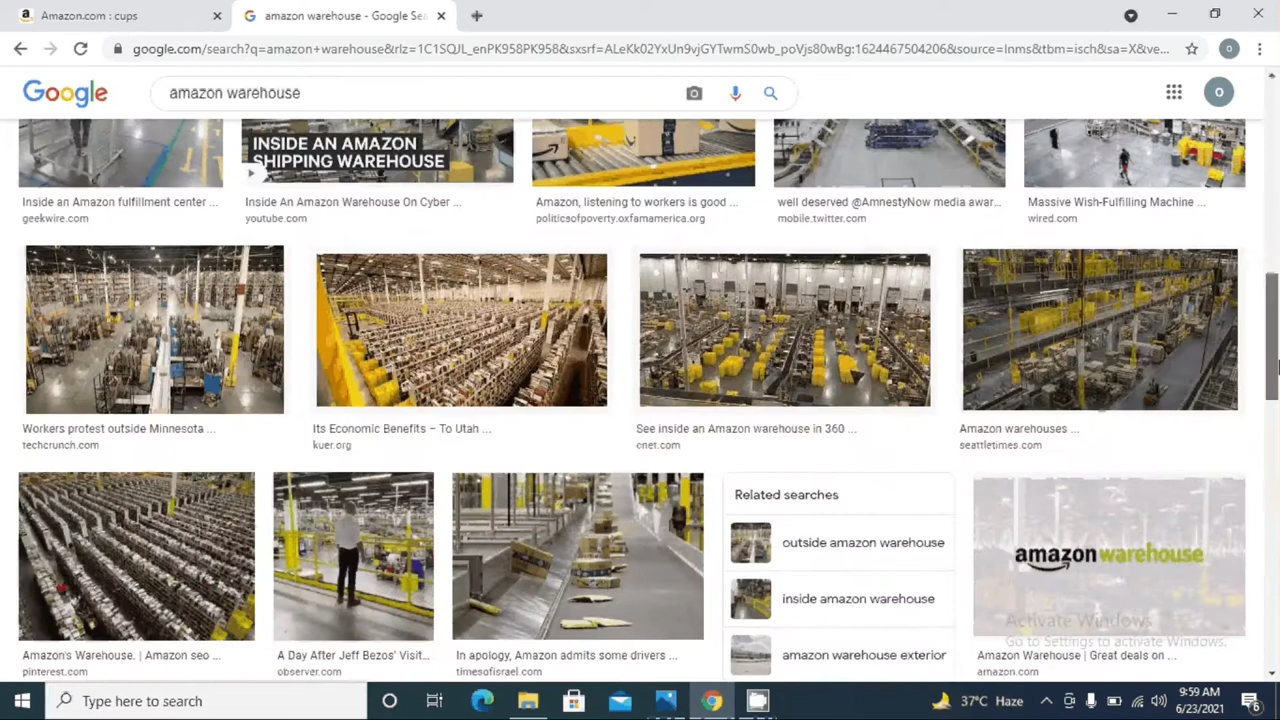 Amazon.com : cups
amazon warehouse - Google Sea
google.com/search?q=amazon+warehouse&rlz=1C1SQJL_enPK958PK958&sxsrf=ALeKk02YxUn9vjGYTwmS0wb_poVjs80wBg:1624467504206&source=lnms&tbm=isch&sa=X&ve...
O
Google
amazon warehouse
O
INSIDE AN AMAZON
SHIPPING WAREHOUSE
Inside an Amazon fulfillment center ...
Inside An Amazon Warehouse On Cyber ...
Amazon, listening to workers is good ...
well deserved @AmnestyNow media awar...
Massive Wish-Fulfilling Machine ...
geekwire.com
youtube.com
politicsofpoverty.oxfamamerica.org
mobile.twitter.com
wired.com
Workers protest outside Minnesota ...
Its Economic Benefits – To Utah ...
See inside an Amazon warehouse in 360 ...
Amazon warehouses ...
techcrunch.com
kuer.org
cnet.com
seattletimes.com
Related searches
outside amazon warehouse
inside amazon warehouse
amazon warehouse exterior
amazon warehouse
Activate Windows
Go to Settings to activate Windows.
Amazon's Warehouse. | Amazon seo ...
A Day After Jeff Bezos' Visit...
In apology, Amazon admits some drivers ...
Amazon Warehouse | Great deals on ...
pinterest.com
observer.com
timesofisrael.com
amazon.com
Type here to search
37°C Haze
9:59 AM
6/23/2021
6